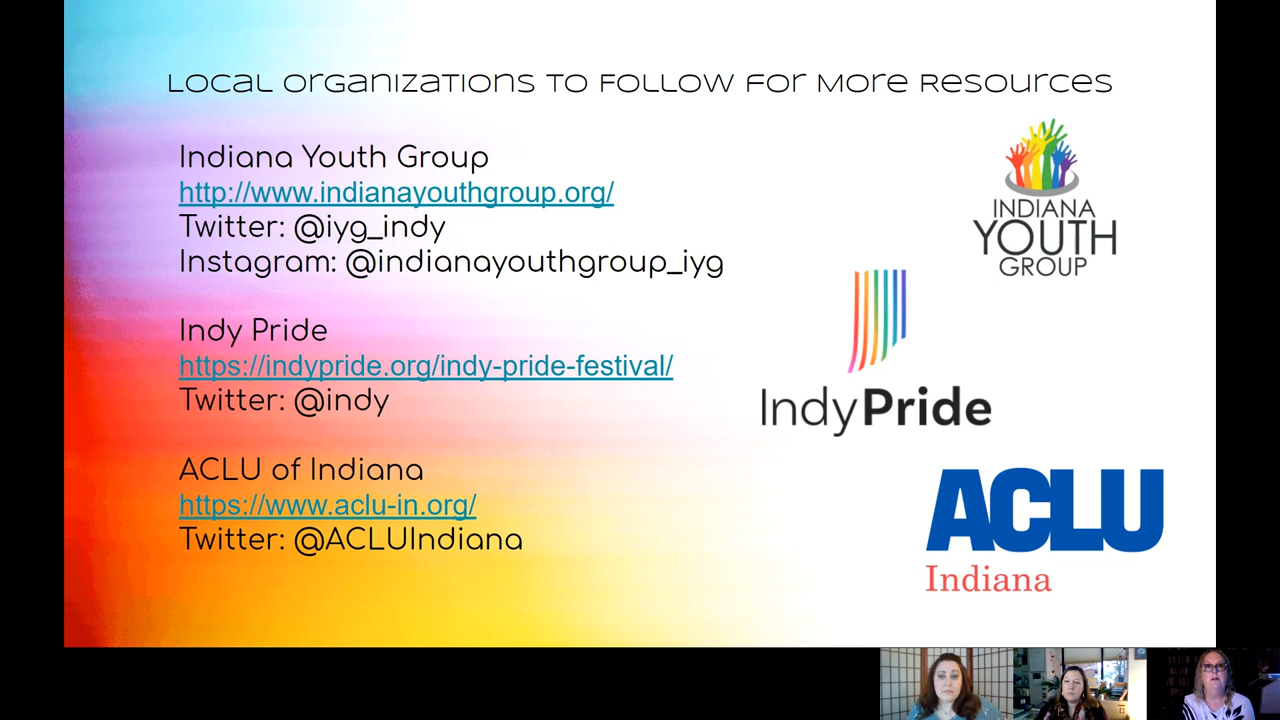 Local Organizations to Follow for More Resources
Indiana Youth Group
http://www.indianayouthgroup.org/
Twitter: @iyg_indy
Instagram: @indianayouthgroup_iyg
Indy Pride
https://indypride.org/indy-pride-festival/
Twitter: @indy
ACLU of Indiana
https://www.aclu-in.org/
Twitter: @ACLUIndiana
INDIANA
YOUTH
GROUP
IndyPride
ACLU
Indiana